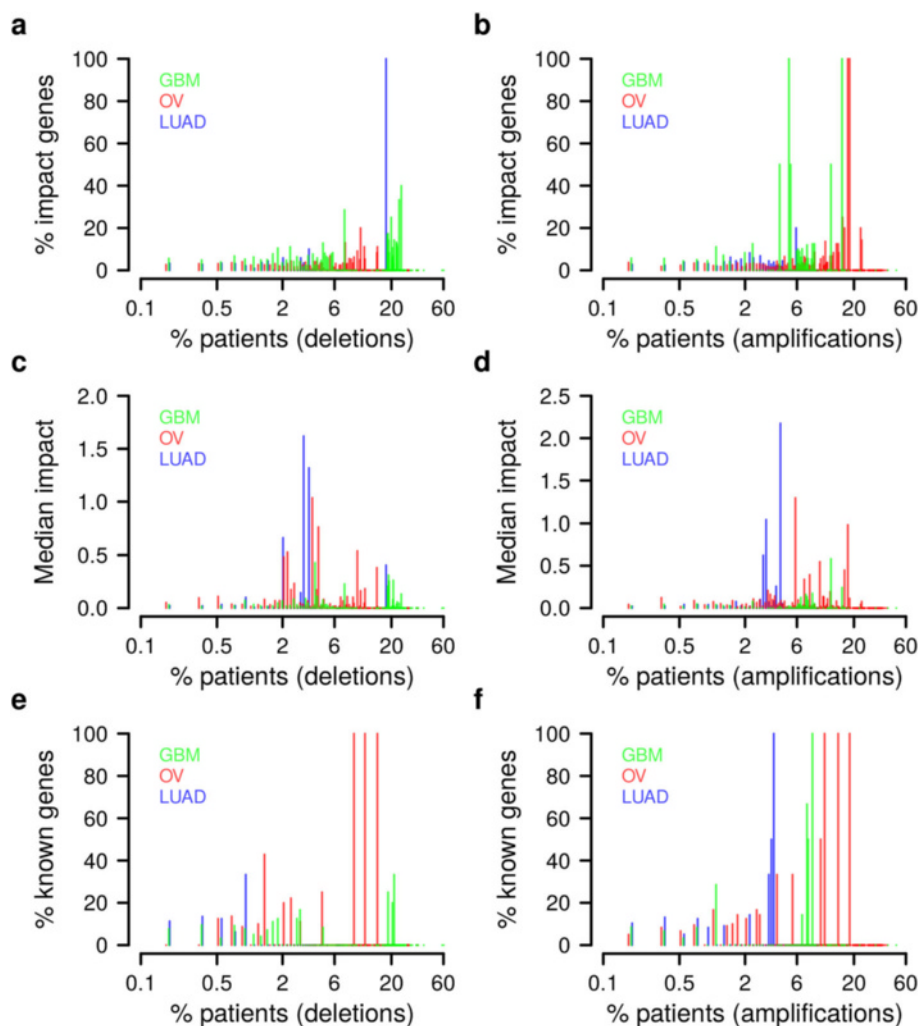 a
100
80
60
40
20
0
% impact genes
GBM
OV
LUAD
0.1 0.5 2 6 20 60
% patients (deletions)
b
100
80
60
40
20
0
% impact genes
GBM
OV
LUAD
0.1 0.5 2 6 20 60
% patients (amplifications)
c
2.0
1.5
1.0
0.5
0.0
Median impact
GBM
OV
LUAD
0.1 0.5 2 6 20 60
% patients (deletions)
d
2.5
2.0
1.5
1.0
0.5
0.0
Median impact
GBM
OV
LUAD
0.1 0.5 2 6 20 60
% patients (amplifications)
e
100
80
60
40
20
0
% known genes
GBM
OV
LUAD
0.1 0.5 2 6 20 60
% patients (deletions)
f
100
80
60
40
20
0
% known genes
GBM
OV
LUAD
0.1 0.5 2 6 20 60
% patients (amplifications)